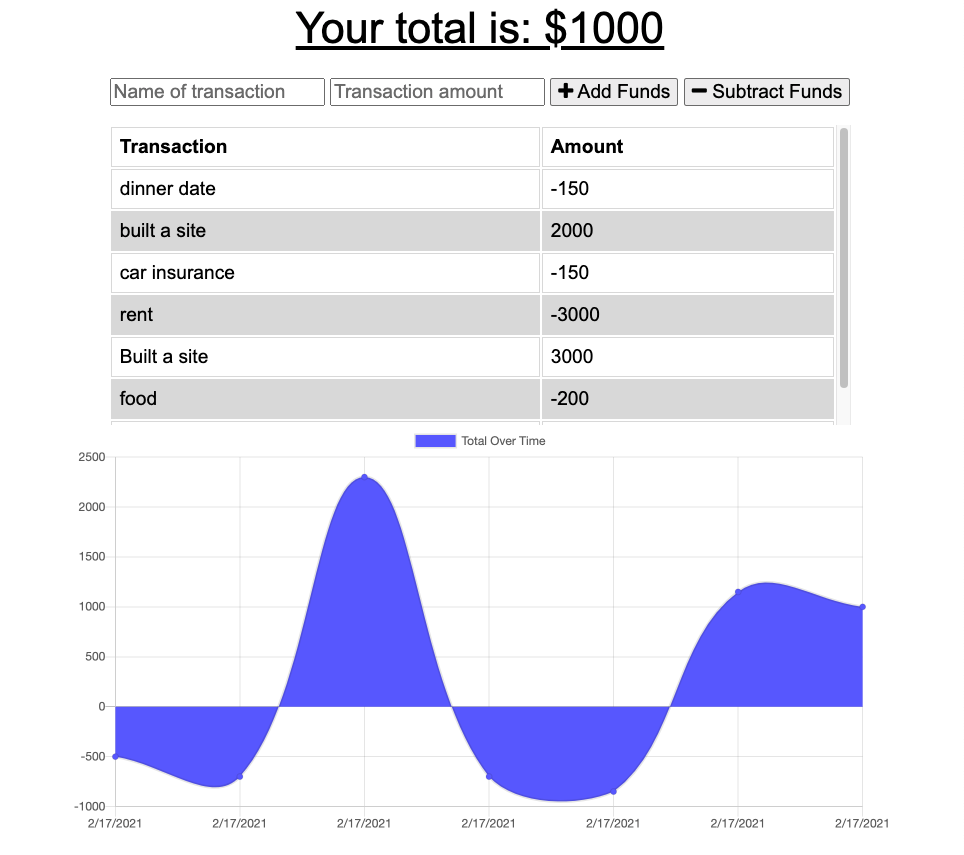 Your total is: $1000
Name of transaction Transaction amount Add Funds Subtract Funds
Transaction Amount
dinner date -150
built a site 2000
car insurance -150
rent -3000
Built a site 3000
food -200
Total Over Time
2500
2000
1500
1000
500
0
-500
-1000
2/17/2021 2/17/2021 2/17/2021 2/17/2021 2/17/2021 2/17/2021 2/17/2021